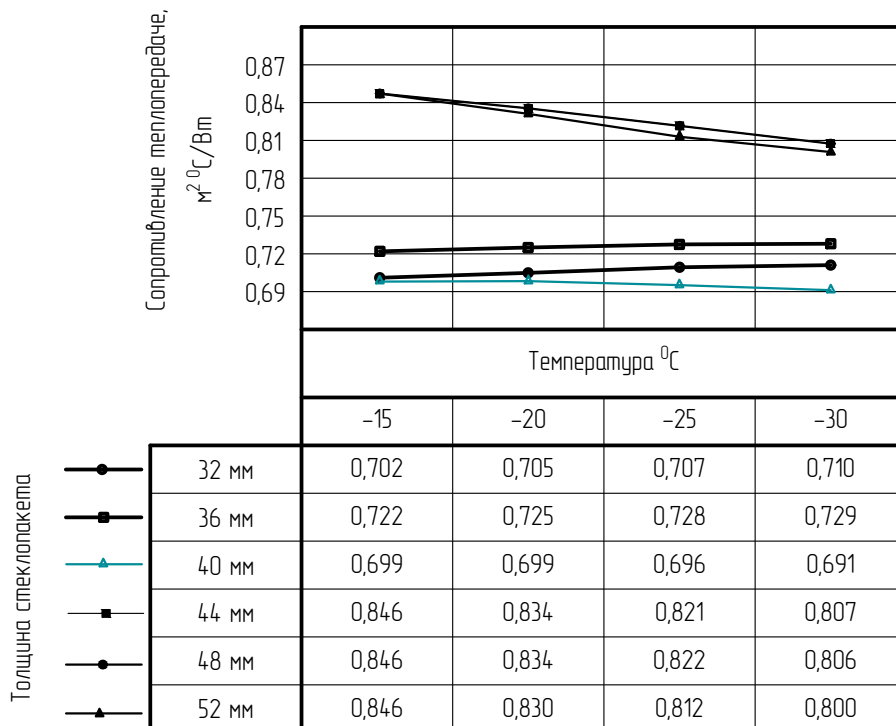 Сопротивление теплопередаче,
м² ⁰С/Вт
0,87
0,84
0,81
0,78
0,75
0,72
0,69
Температура ⁰С
–15 –20 –25 –30
Толщина стеклопакета
32 мм 0,702 0,705 0,707 0,710
36 мм 0,722 0,725 0,728 0,729
40 мм 0,699 0,699 0,696 0,691
44 мм 0,846 0,834 0,821 0,807
48 мм 0,846 0,834 0,822 0,806
52 мм 0,846 0,830 0,812 0,800